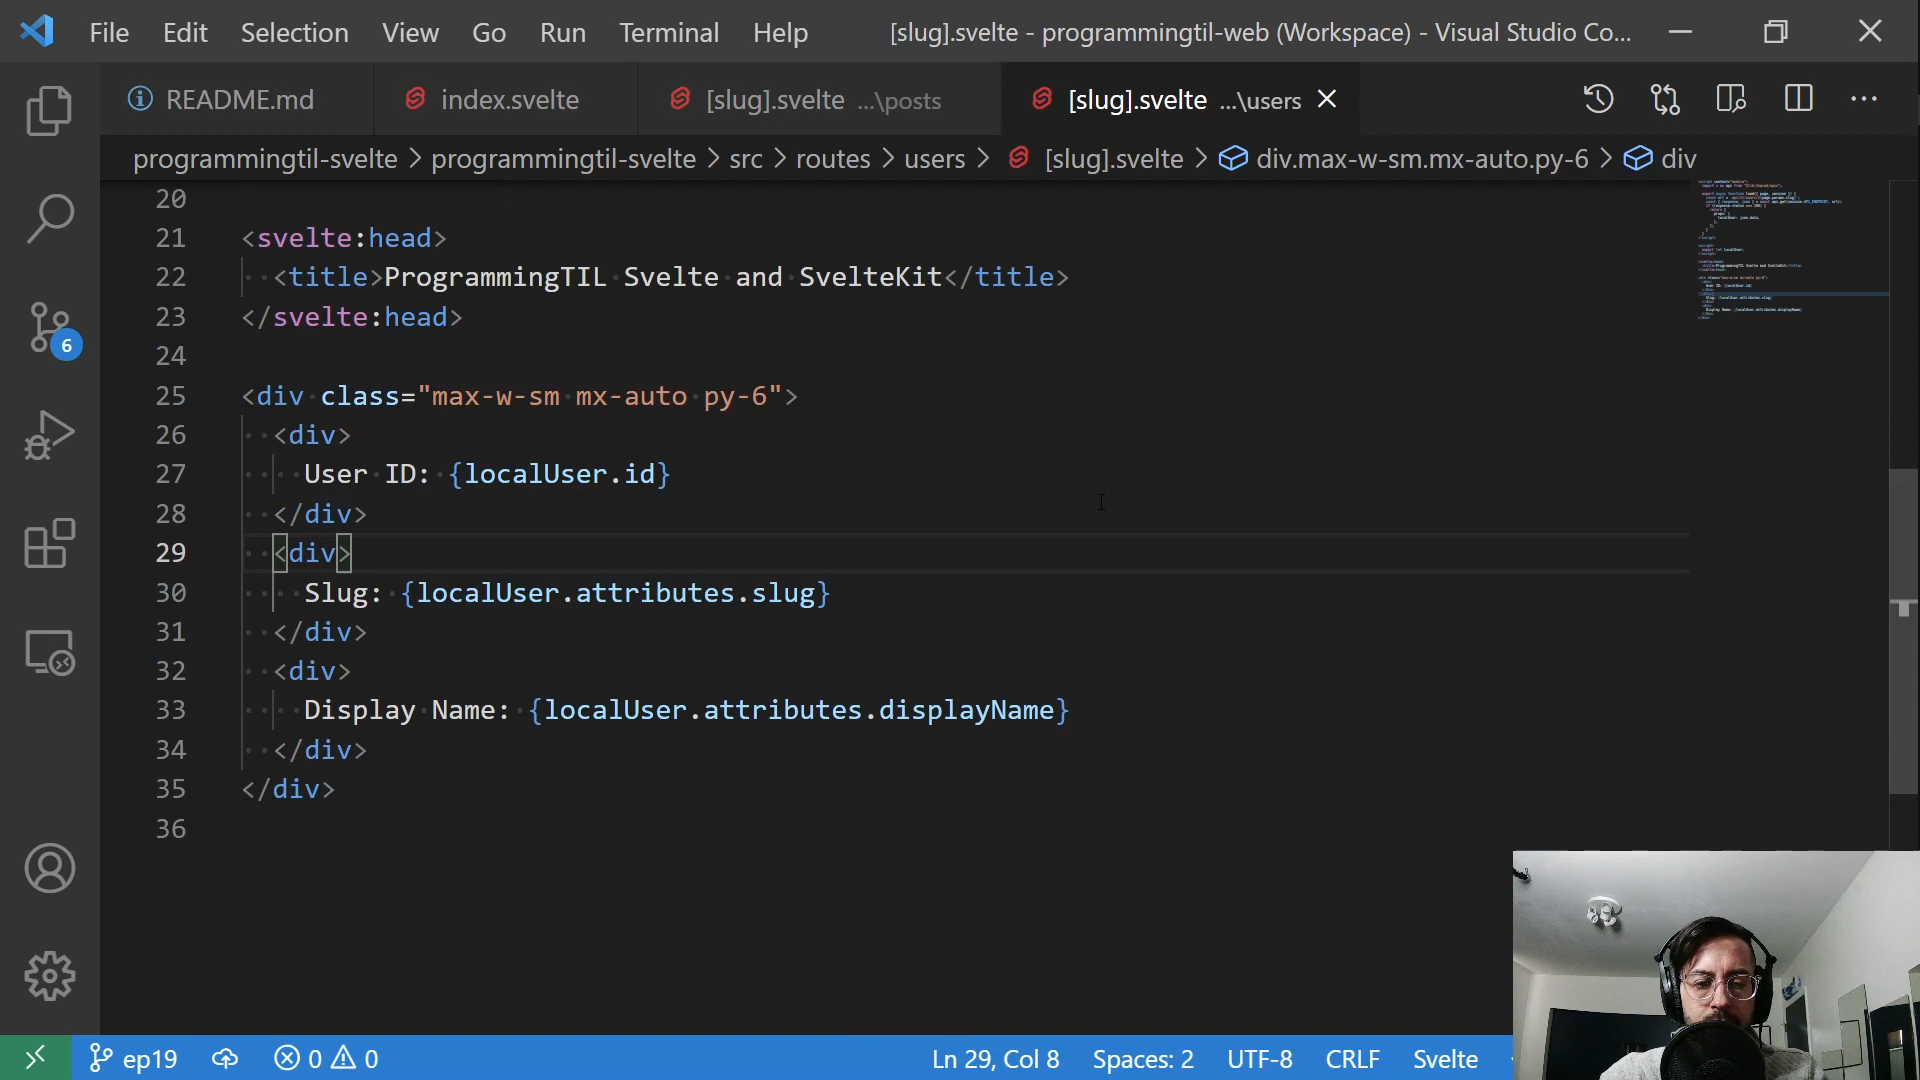 File Edit Selection View Go Run Terminal Help [slug].svelte - programmingtil-web (Workspace) - Visual Studio Co...
README.md index.svelte [slug].svelte ...\posts [slug].svelte ...\users
programmingtil-svelte > programmingtil-svelte > src > routes > users > [slug].svelte > div.max-w-sm.mx-auto.py-6 > div
20
21 <svelte:head>
22 <title>ProgrammingTIL Svelte and SvelteKit</title>
23 </svelte:head>
24
25 <div class="max-w-sm mx-auto py-6">
26 <div>
27 User ID: {localUser.id}
28 </div>
29 <div>
30 Slug: {localUser.attributes.slug}
31 </div>
32 <div>
33 Display Name: {localUser.attributes.displayName}
34 </div>
35 </div>
36
6
ep19 0 0 Ln 29, Col 8 Spaces: 2 UTF-8 CRLF Svelte